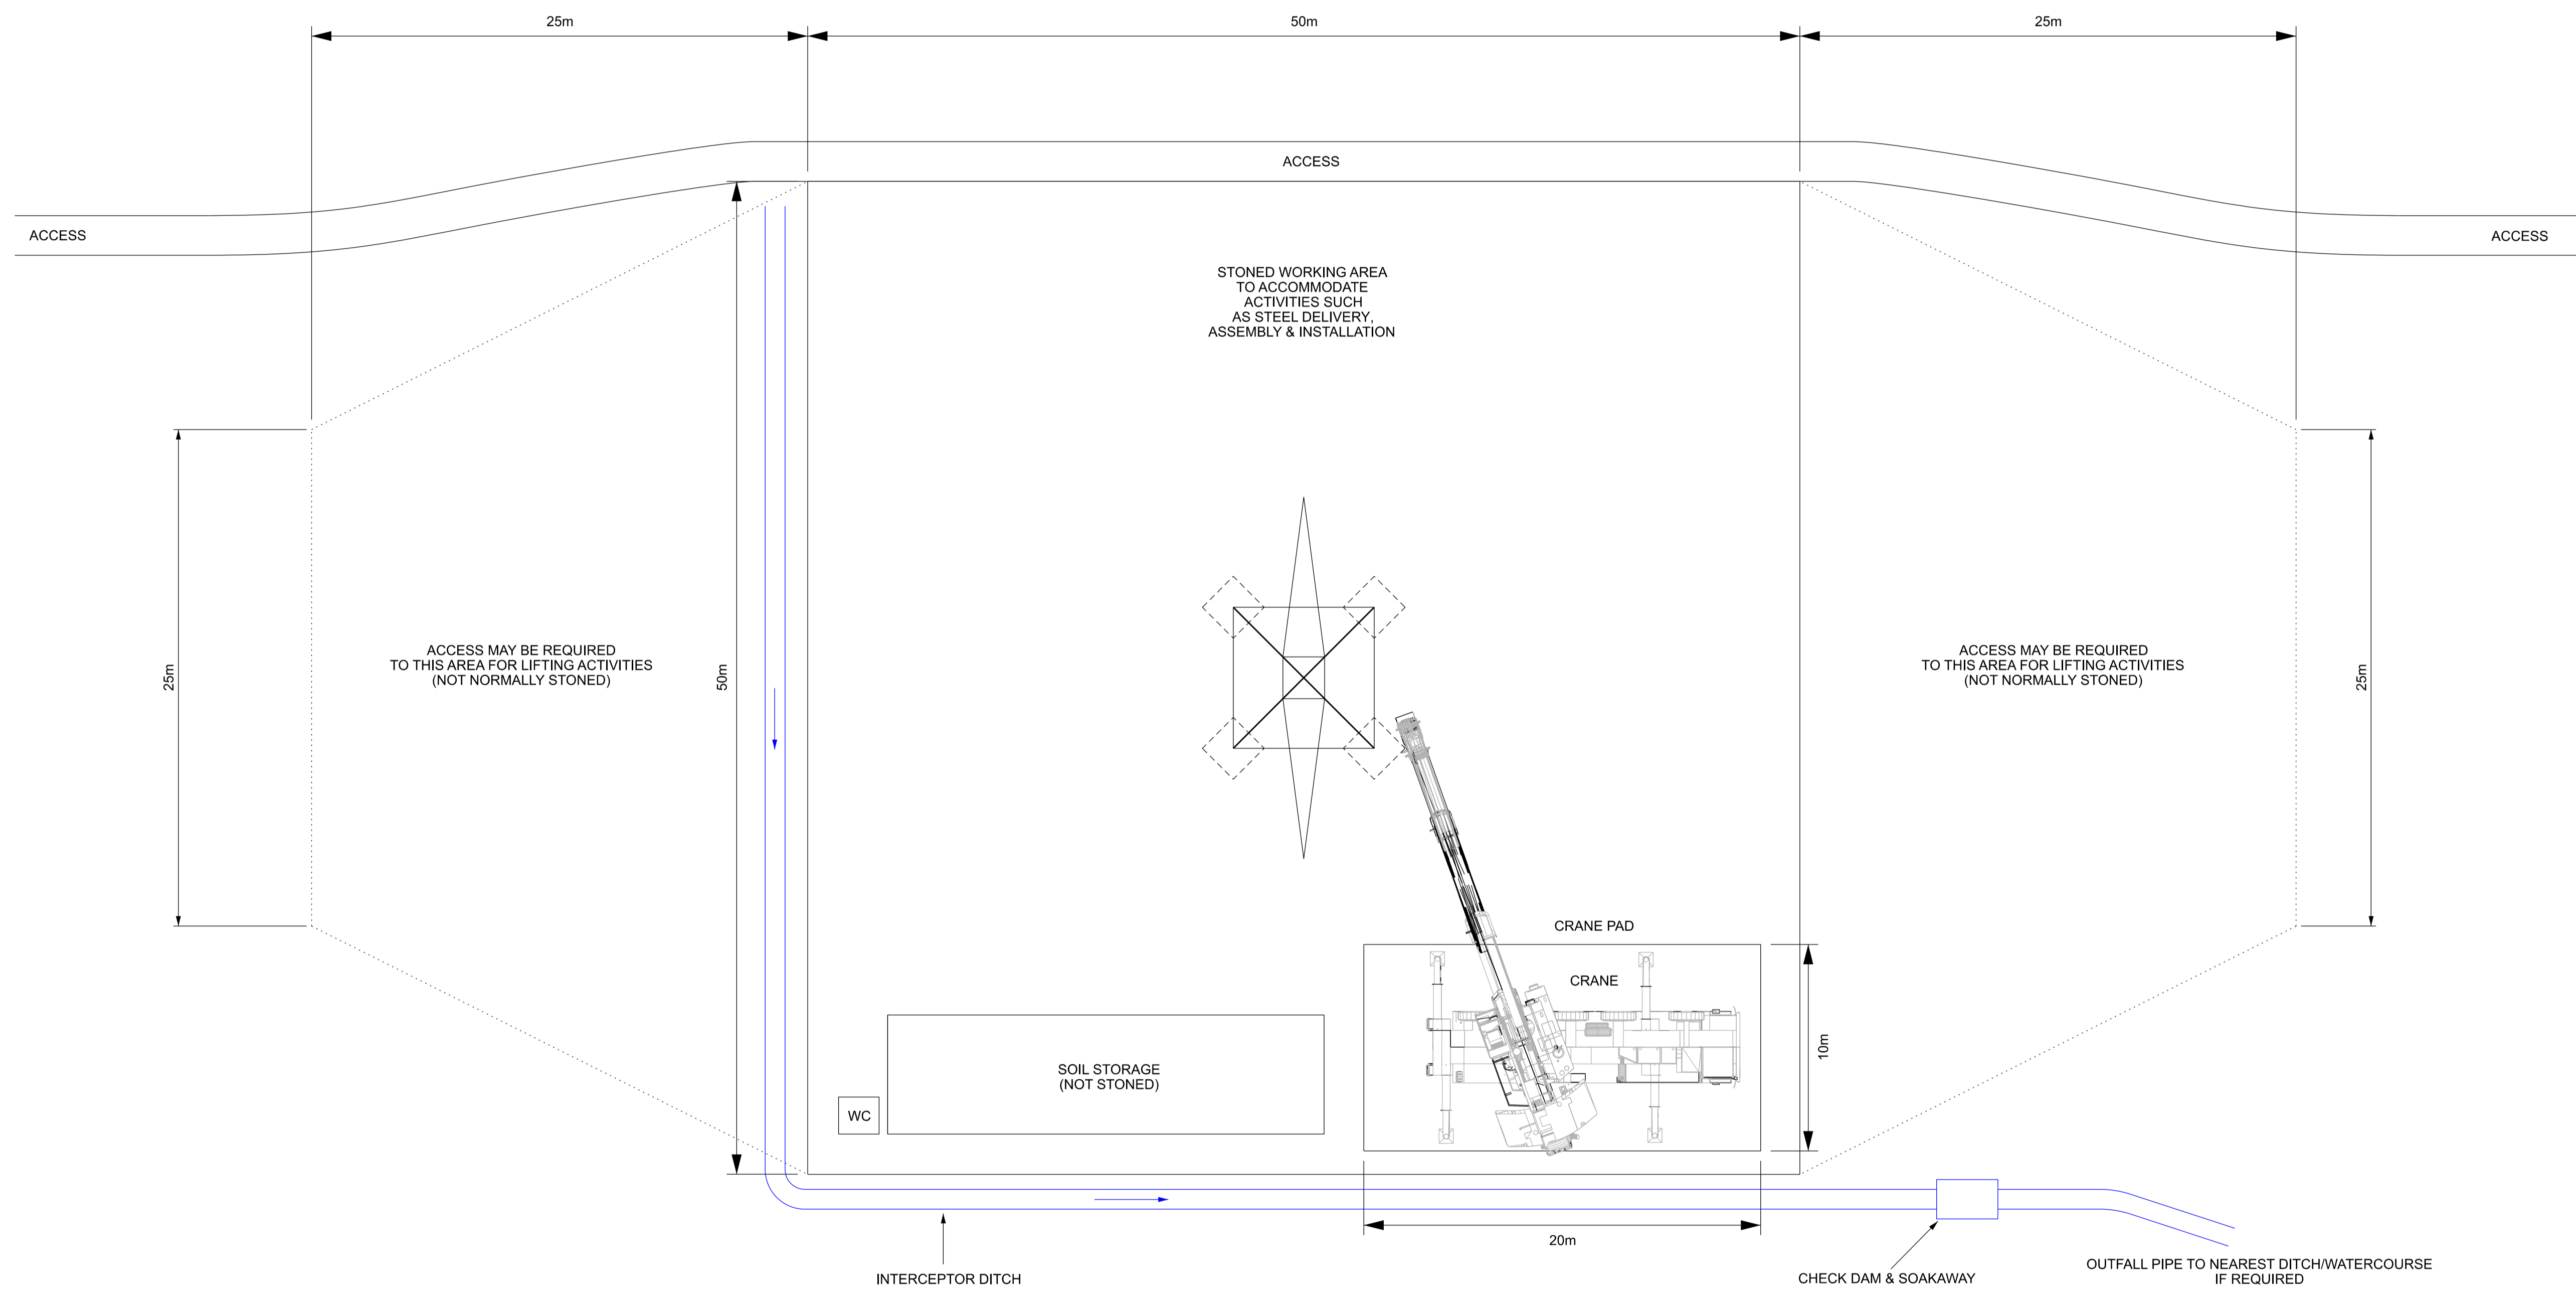 25m
50m
25m
ACCESS
ACCESS
ACCESS
STONED WORKING AREA
TO ACCOMMODATE
ACTIVITIES SUCH
AS STEEL DELIVERY,
ASSEMBLY & INSTALLATION
25m
ACCESS MAY BE REQUIRED
TO THIS AREA FOR LIFTING ACTIVITIES
(NOT NORMALLY STONED)
50m
ACCESS MAY BE REQUIRED
TO THIS AREA FOR LIFTING ACTIVITIES
(NOT NORMALLY STONED)
25m
CRANE PAD
CRANE
10m
SOIL STORAGE
(NOT STONED)
WC
20m
INTERCEPTOR DITCH
CHECK DAM & SOAKAWAY
OUTFALL PIPE TO NEAREST DITCH/WATERCOURSE
IF REQUIRED